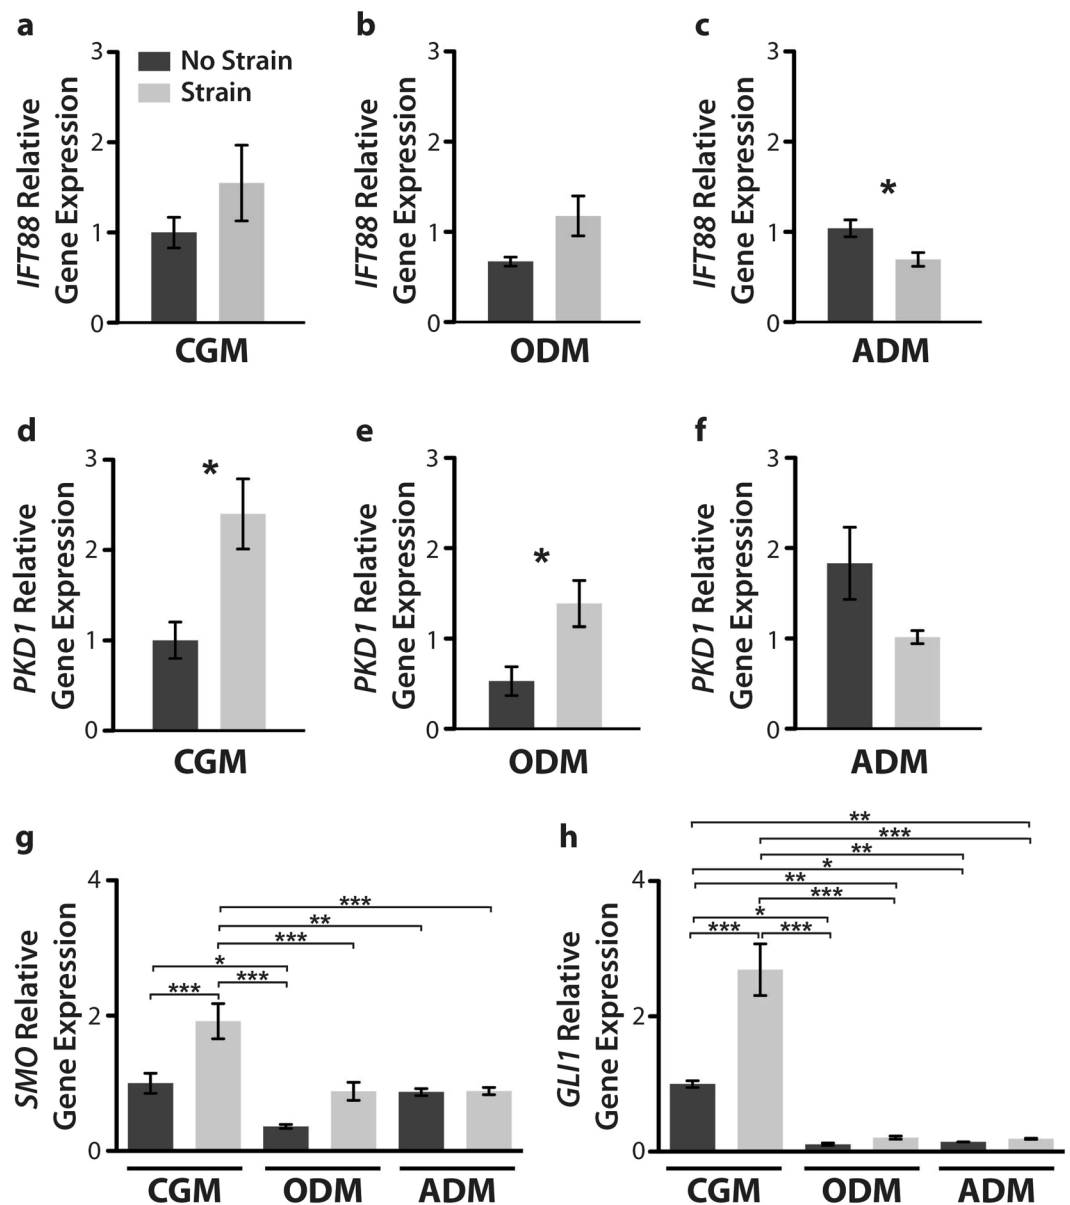 a
b
c
No Strain
Strain
IFT88 Relative
Gene Expression
3
2
1
0
CGM
IFT88 Relative
Gene Expression
3
2
1
0
ODM
IFT88 Relative
Gene Expression
3
2
1
0
*
ADM
d
e
f
PKD1 Relative
Gene Expression
3
2
1
0
*
CGM
PKD1 Relative
Gene Expression
3
2
1
0
*
ODM
PKD1 Relative
Gene Expression
3
2
1
0
ADM
g
SMO Relative
Gene Expression
4
2
0
***
**
***
*
***
***
CGM
ODM
ADM
h
GLI1 Relative
Gene Expression
4
2
0
**
***
**
*
**
***
*
***
***
CGM
ODM
ADM